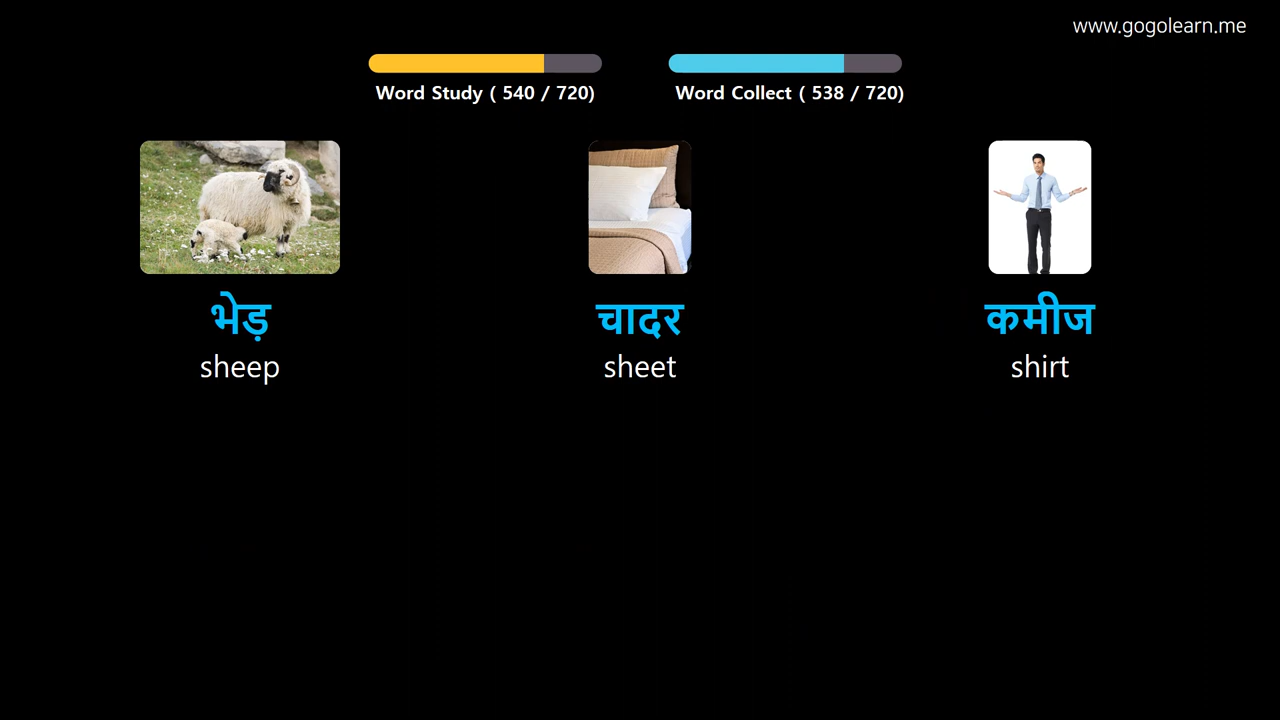 www.gogolearn.me
Word Study ( 540 / 720)
Word Collect ( 538 / 720)
भेड़
चादर
कमीज
sheep
sheet
shirt